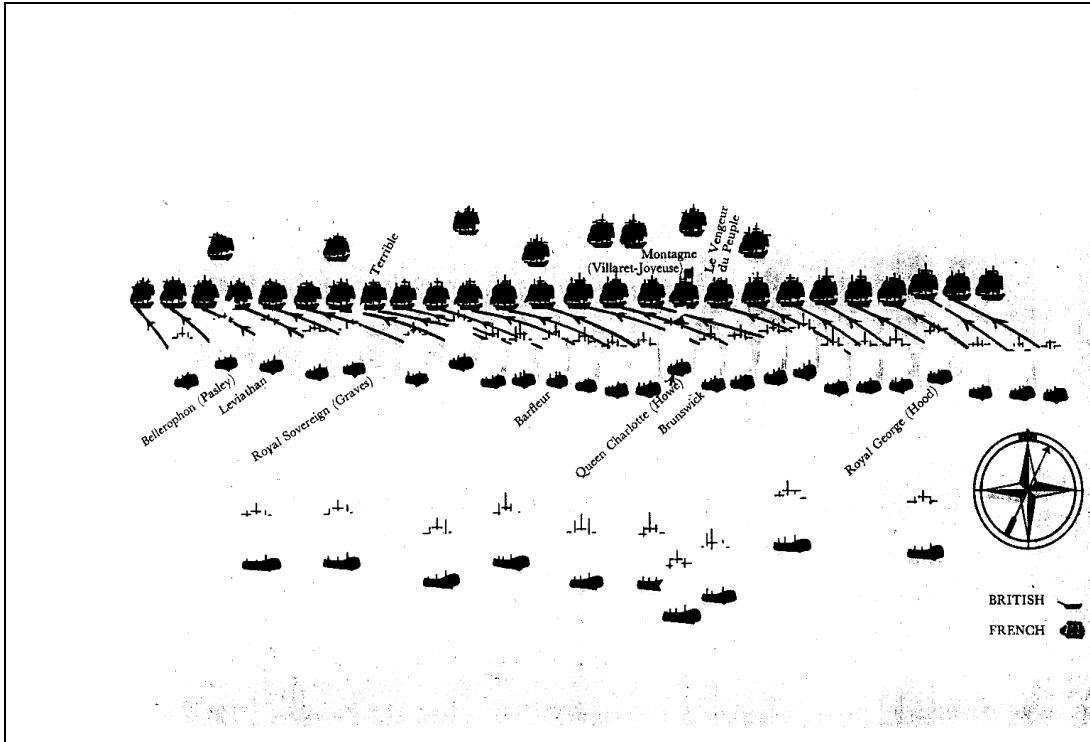 Terrible
Montagne
(Villaret-Joyeuse)
Le Vengeur
du Peuple
Bellerophon (Pasley)
Leviathan
Royal Sovereign (Graves)
Barfleur
Queen Charlotte (Howe)
Brunswick
Royal George (Hood)
BRITISH
FRENCH